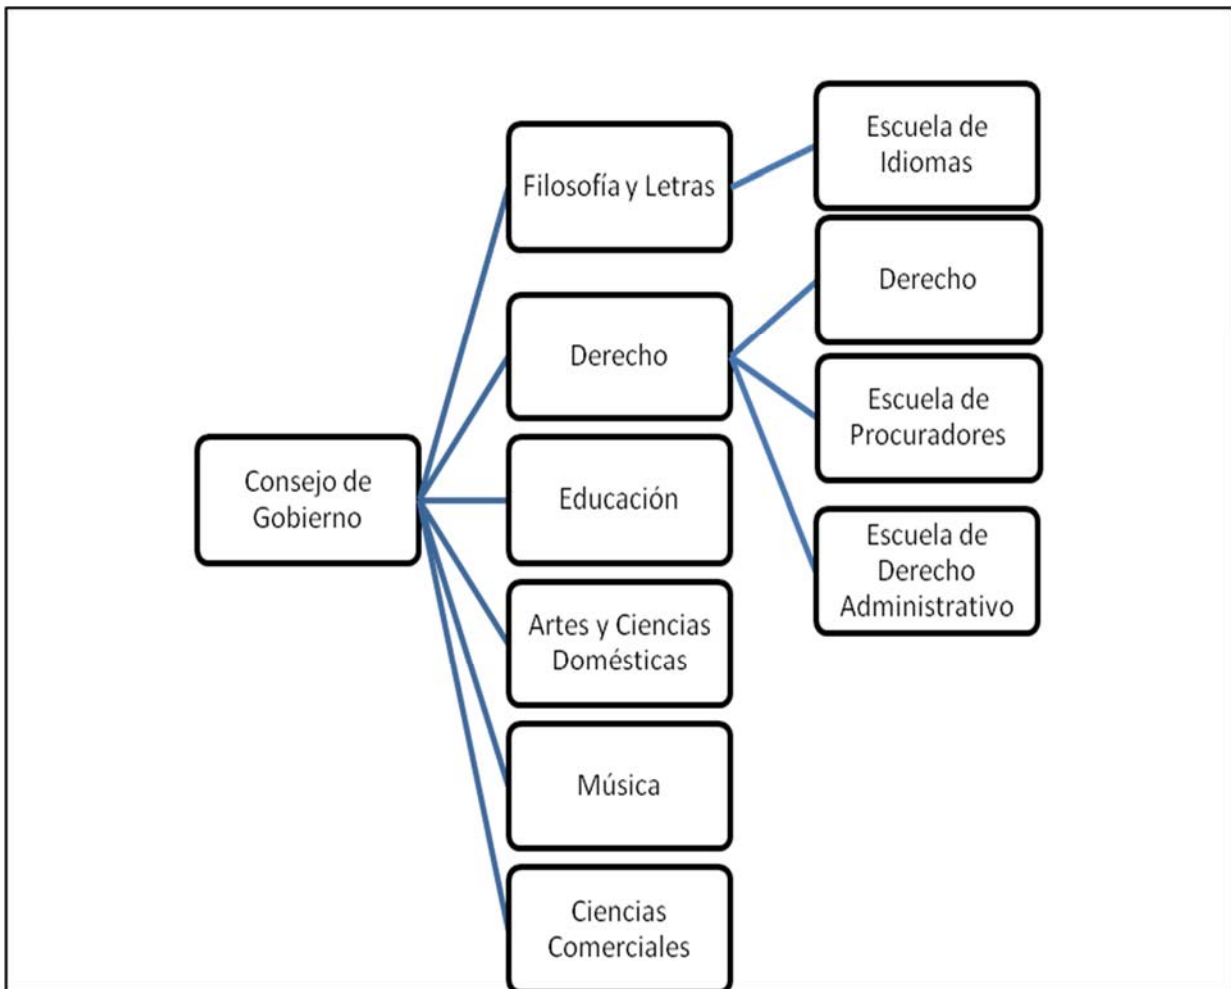 Consejo de
Gobierno
Filosofía y Letras
Derecho
Educación
Artes y Ciencias
Domésticas
Música
Ciencias
Comerciales
Escuela de
Idiomas
Derecho
Escuela de
Procuradores
Escuela de
Derecho
Administrativo